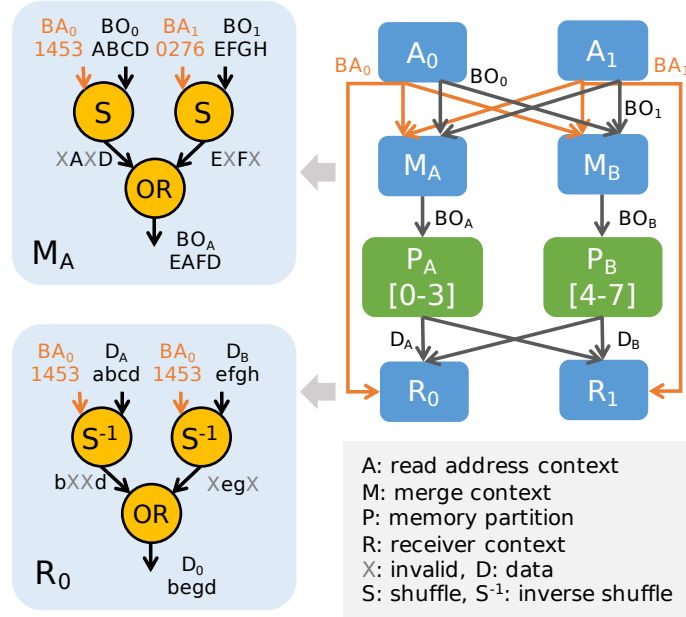 BA₀ BO₀ BA₁ BO₁
1453 ABCD 0276 EFGH
S S
XAXD EXFX
OR
BOA
EAFD
MA
BA₀ DA BA₀ DB
1453 abcd 1453 efgh
S⁻¹ S⁻¹
bXXd XegX
OR
D₀
begd
R₀
A₀ A₁
BA₀ BO₀ BA₁
BO₁
MA MB
BOA BOB
PA PB
[0-3] [4-7]
DA DB
R₀ R₁
A: read address context
M: merge context
P: memory partition
R: receiver context
X: invalid, D: data
S: shuffle, S⁻¹: inverse shuffle